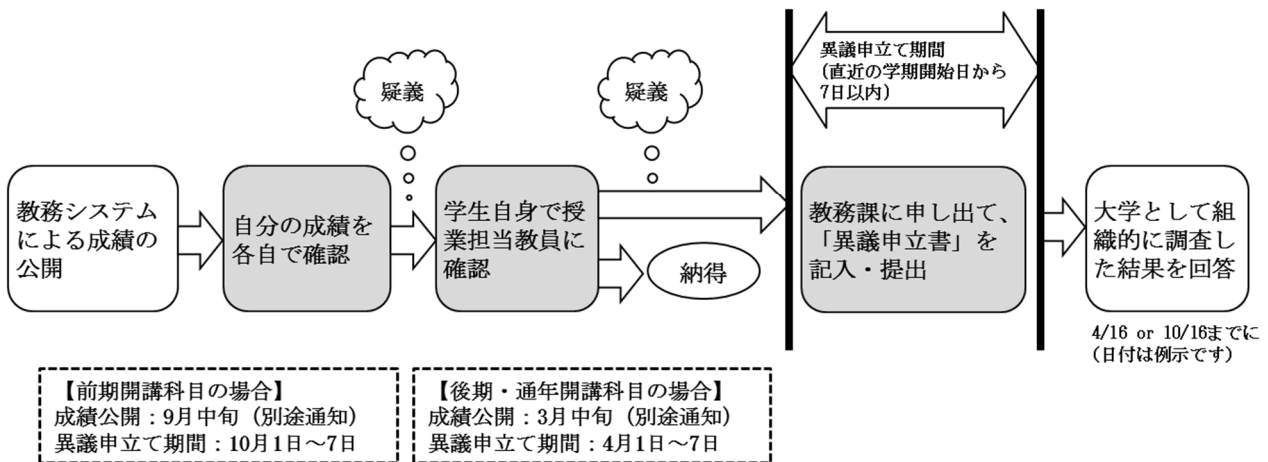 疑義
疑義
異議申立て期間
(直近の学期開始日から
7日以内)
教務システム
による成績の
公開
自分の成績を
各自で確認
学生自身で授
業担当教員に
確認
納得
教務課に申し出て、
「異議申立書」を
記入・提出
大学として組
織的に調査し
た結果を回答
4/16 or 10/16までに
(日付は例示です)
【前期開講科目の場合】
成績公開：9月中旬（別途通知）
異議申立て期間：10月1日～7日
【後期・通年開講科目の場合】
成績公開：3月中旬（別途通知）
異議申立て期間：4月1～7日